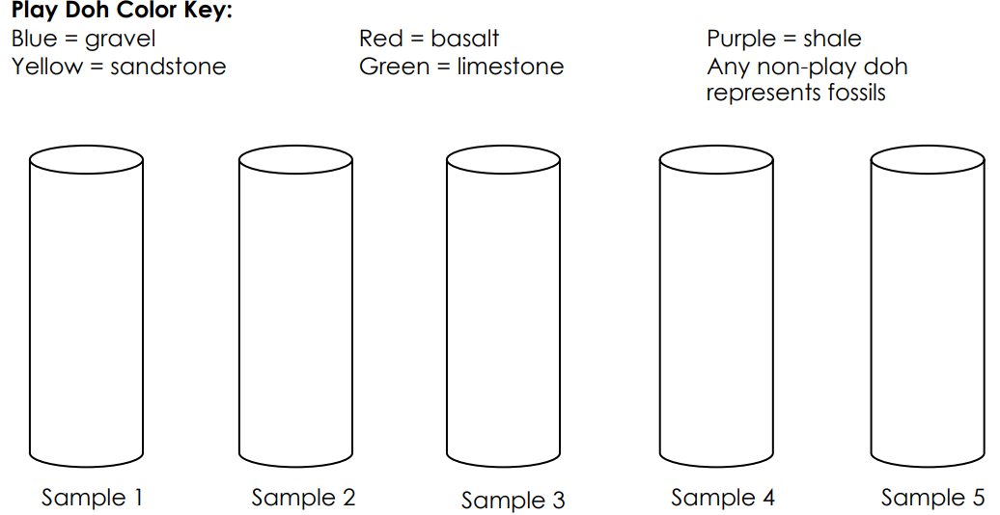 Play Doh Color Key:
Blue = gravel
Yellow = sandstone
Red = basalt
Green = limestone
Purple = shale
Any non-play doh
represents fossils
Sample 1
Sample 2
Sample 3
Sample 4
Sample 5